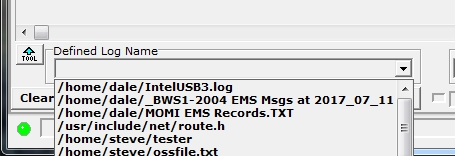 TOOL
Defined Log Name
/home/dale/IntelUSB3.log
/home/dale/_BWS1-2004 EMS Msgs at 2017_07_11
Clear
/home/dale/MOMI EMS Records.TXT
/usr/include/net/route.h
/home/steve/tester
/home/steve/ossfile.txt